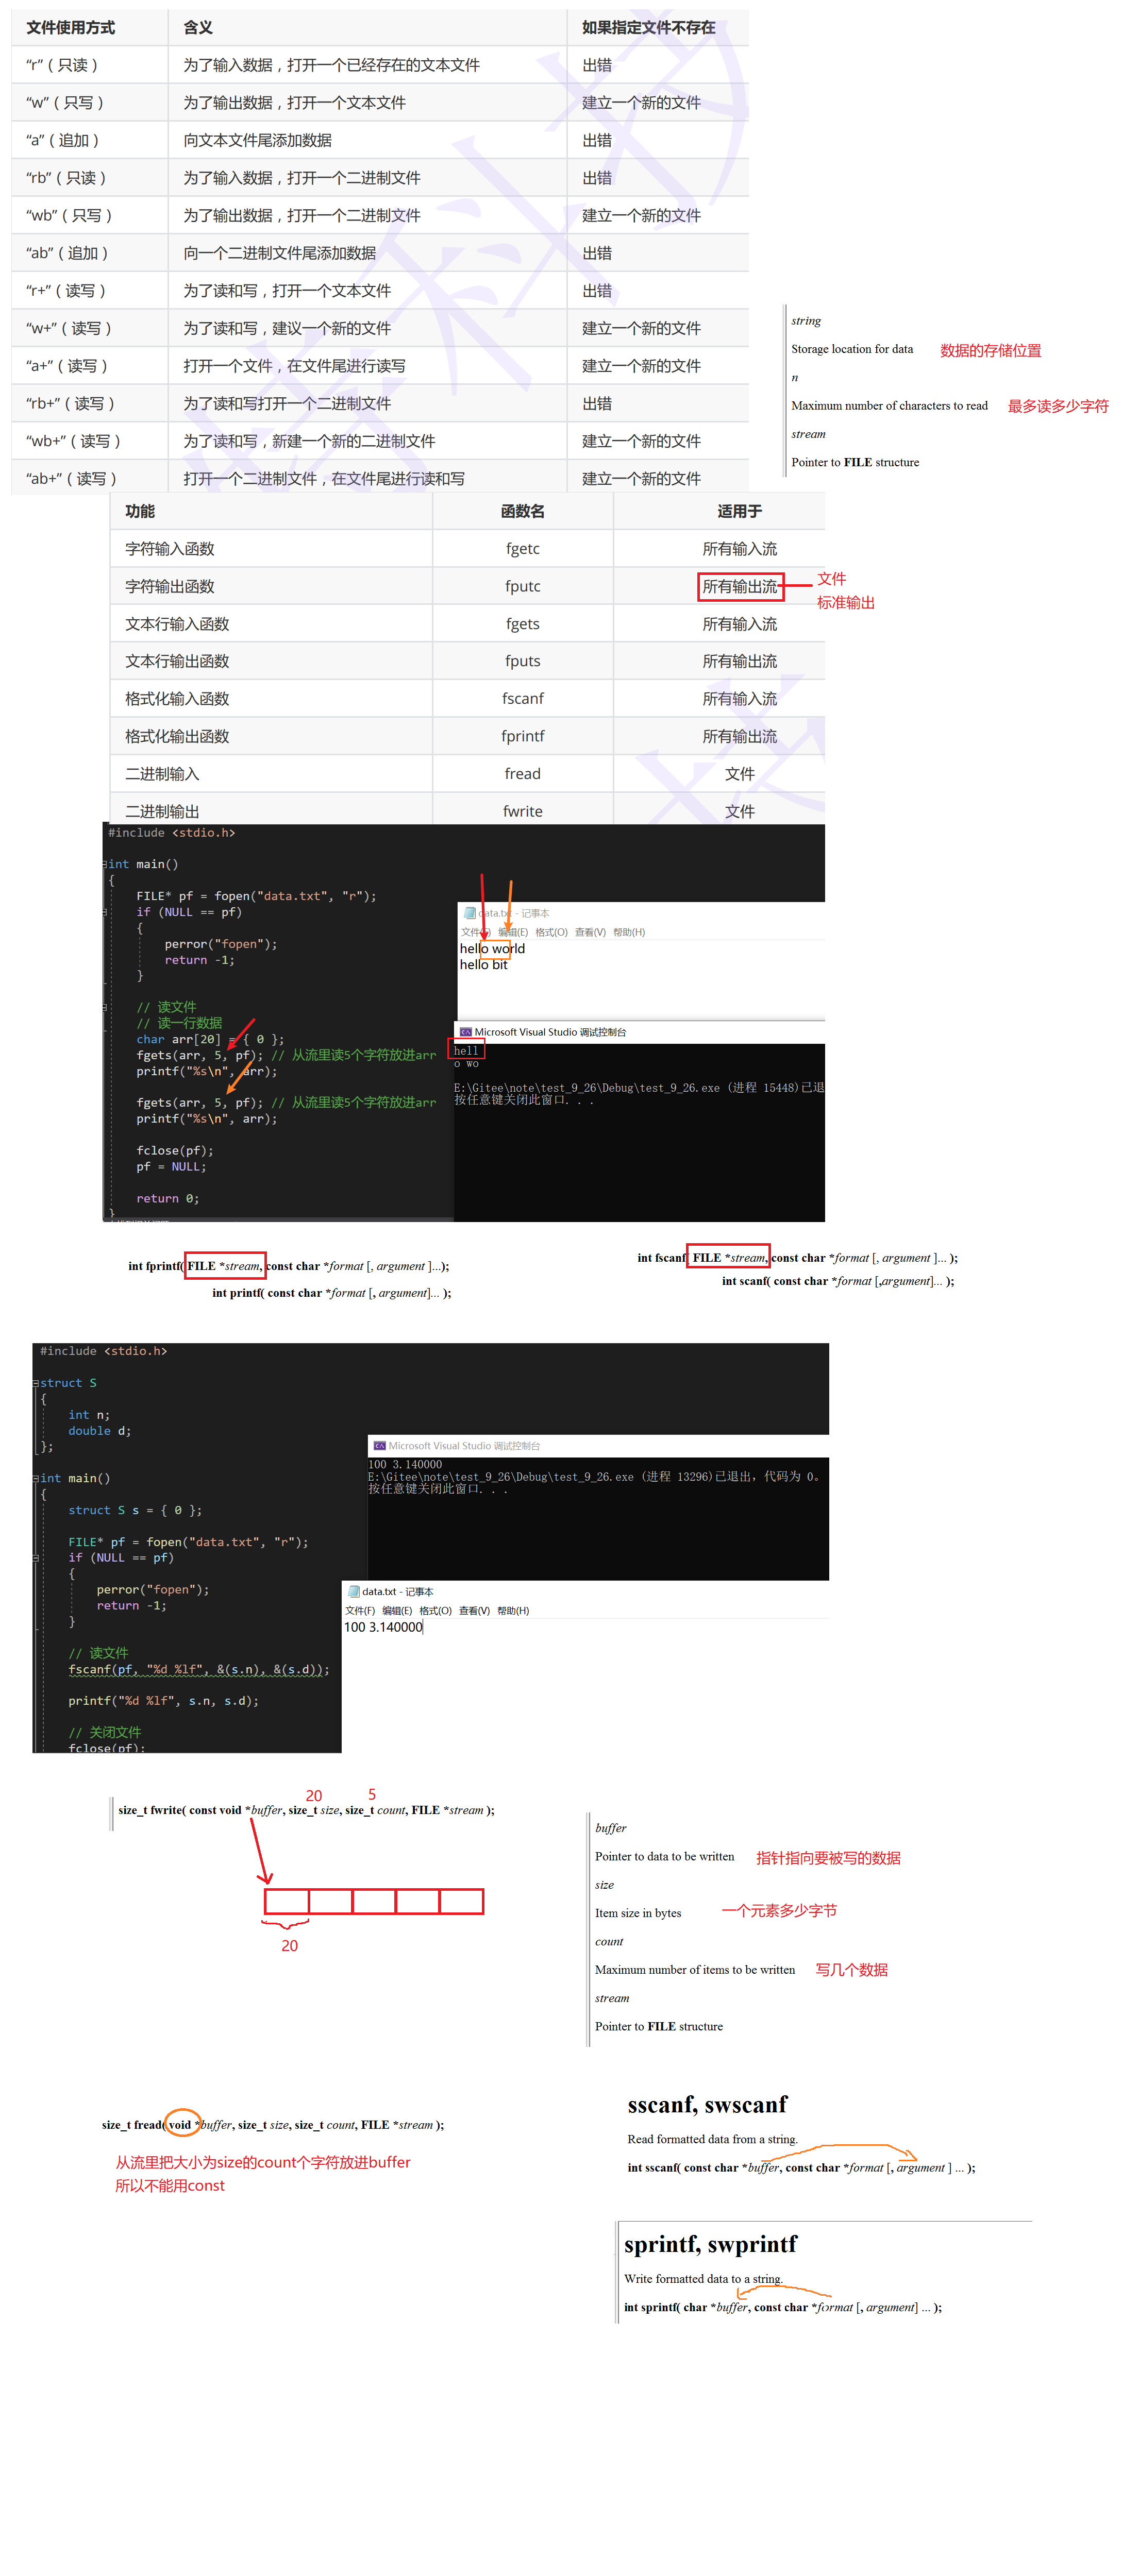 文件使用方式 含义 如果指定文件不存在
“r”（只读） 为了输入数据，打开一个已经存在的文本文件 出错
“w”（只写） 为了输出数据，打开一个文本文件 建立一个新的文件
“a”（追加） 向文本文件尾添加数据 出错
“rb”（只读） 为了输入数据，打开一个二进制文件 出错
“wb”（只写） 为了输出数据，打开一个二进制文件 建立一个新的文件
“ab”（追加） 向一个二进制文件尾添加数据 出错
“r+”（读写） 为了读和写，打开一个文本文件 出错
“w+”（读写） 为了读和写，建议一个新的文件 建立一个新的文件
“a+”（读写） 打开一个文件，在文件尾进行读写 建立一个新的文件
“rb+”（读写） 为了读和写打开一个二进制文件 出错
“wb+”（读写） 为了读和写，新建一个新的二进制文件 建立一个新的文件
“ab+”（读写） 打开一个二进制文件，在文件尾进行读和写 建立一个新的文件
string
Storage location for data 数据的存储位置
n
Maximum number of characters to read 最多读多少字符
stream
Pointer to FILE structure
功能 函数名 适用于
字符输入函数 fgetc 所有输入流
字符输出函数 fputc 所有输出流
文件
标准输出
文本行输入函数 fgets 所有输入流
文本行输出函数 fputs 所有输出流
格式化输入函数 fscanf 所有输入流
格式化输出函数 fprintf 所有输出流
二进制输入 fread 文件
二进制输出 fwrite 文件
#include <stdio.h>
int main()
{
FILE* pf = fopen("data.txt", "r");
if (NULL == pf)
{
perror("fopen");
return -1;
}
// 读文件
// 读一行数据
char arr[20] = { 0 };
fgets(arr, 5, pf); // 从流里读5个字符放进arr
printf("%s\n", arr);
fgets(arr, 5, pf); // 从流里读5个字符放进arr
printf("%s\n", arr);
fclose(pf);
pf = NULL;
return 0;
}
data.txt - 记事本
文件(F) 编辑(E) 格式(O) 查看(V) 帮助(H)
hello world
hello bit
Microsoft Visual Studio 调试控制台
hell
o wo
E:\Gitee\note\test_9_26\Debug\test_9_26.exe (进程 15448)已退
按任意键关闭此窗口. . .
int fprintf( FILE *stream, const char *format [, argument ]...);
int printf( const char *format [, argument]... );
int fscanf( FILE *stream, const char *format [, argument ]... );
int scanf( const char *format [,argument]... );
#include <stdio.h>
struct S
{
int n;
double d;
};
int main()
{
struct S s = { 0 };
FILE* pf = fopen("data.txt", "r");
if (NULL == pf)
{
perror("fopen");
return -1;
}
// 读文件
fscanf(pf, "%d %lf", &(s.n), &(s.d));
printf("%d %lf", s.n, s.d);
// 关闭文件
fclose(pf);
Microsoft Visual Studio 调试控制台
100 3.140000
E:\Gitee\note\test_9_26\Debug\test_9_26.exe (进程 13296)已退出，代码为 0。
按任意键关闭此窗口. . .
data.txt - 记事本
文件(F) 编辑(E) 格式(O) 查看(V) 帮助(H)
100 3.140000
20 5
size_t fwrite( const void *buffer, size_t size, size_t count, FILE *stream );
20
buffer
Pointer to data to be written 指针指向要被写的数据
size
Item size in bytes 一个元素多少字节
count
Maximum number of items to be written 写几个数据
stream
Pointer to FILE structure
size_t fread( void *buffer, size_t size, size_t count, FILE *stream );
从流里把大小为size的count个字符放进buffer
所以不能用const
sscanf, swscanf
Read formatted data from a string.
int sscanf( const char *buffer, const char *format [, argument ] ... );
sprintf, swprintf
Write formatted data to a string.
int sprintf( char *buffer, const char *format [, argument] ... );